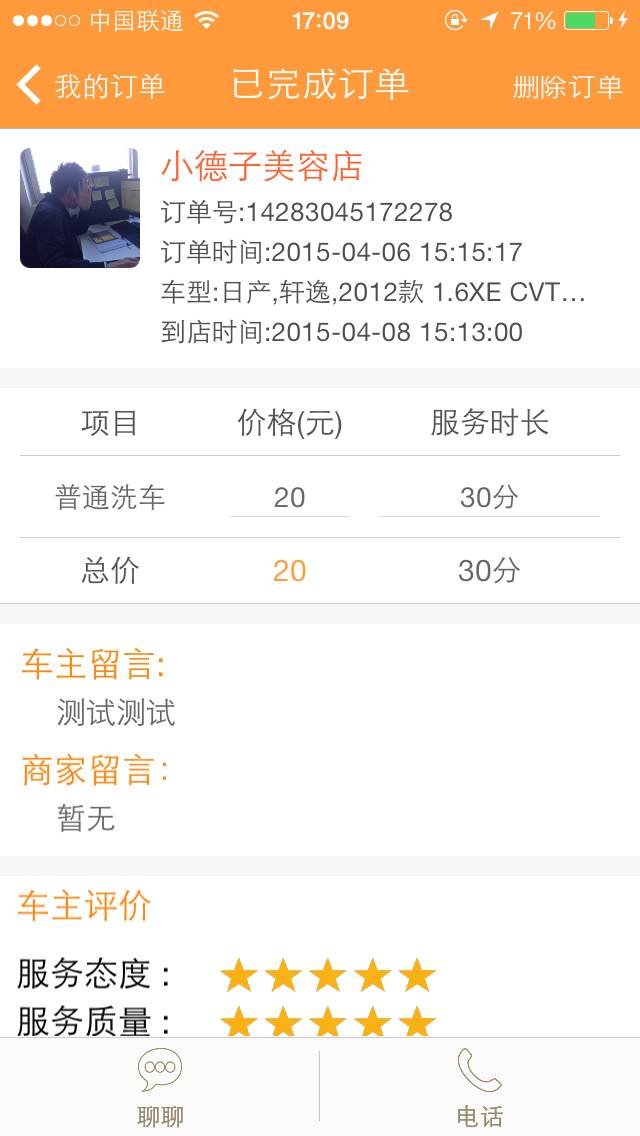 中国联通 17:09 71%
我的订单 已完成订单 删除订单
小德子美容店
订单号:14283045172278
订单时间:2015-04-06 15:15:17
车型:日产,轩逸,2012款 1.6XE CVT...
到店时间:2015-04-08 15:13:00
项目 价格(元) 服务时长
普通洗车 20 30分
总价 20 30分
车主留言:
测试测试
商家留言:
暂无
车主评价
服务态度：
服务质量：
聊聊 电话